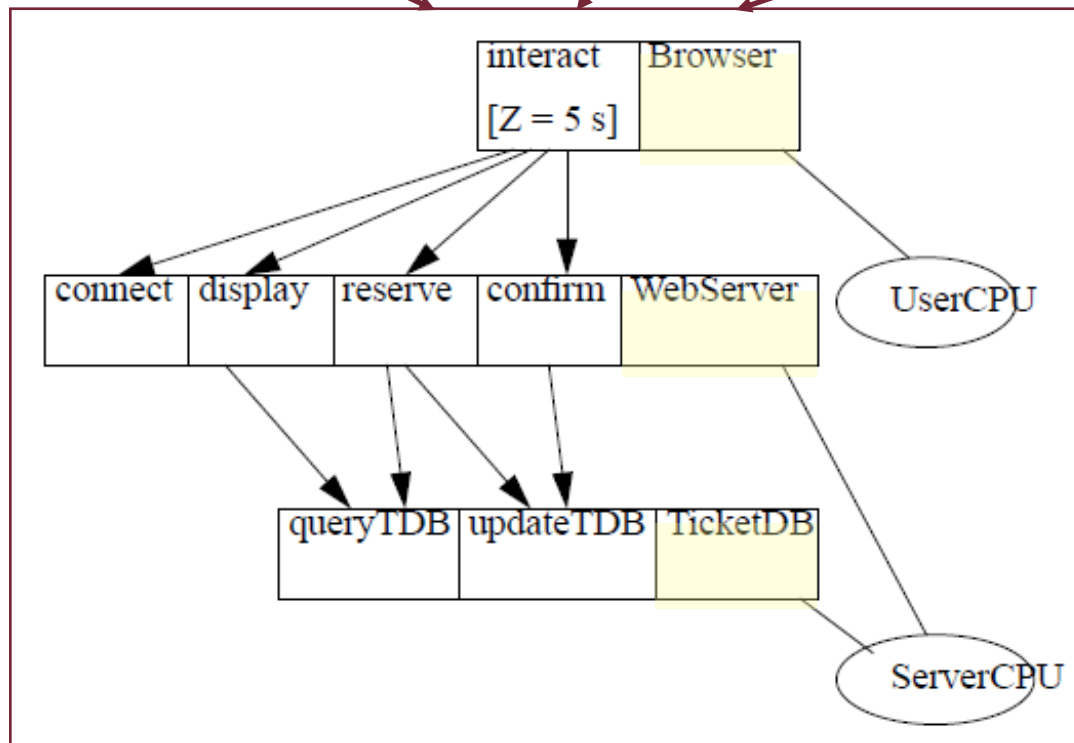 interact
Browser
[Z = 5 s]
connect
display
reserve
confirm
WebServer
UserCPU
queryTDB
updateTDB
TicketDB
ServerCPU